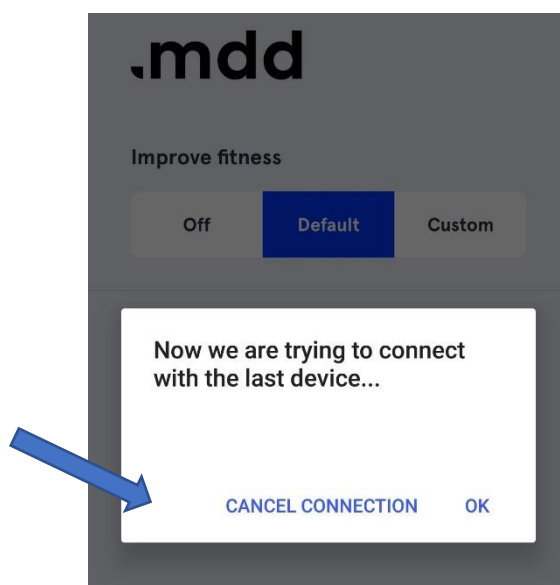 .mdd
Improve fitness
Off Default Custom
Now we are trying to connect
with the last device...
CANCEL CONNECTION OK